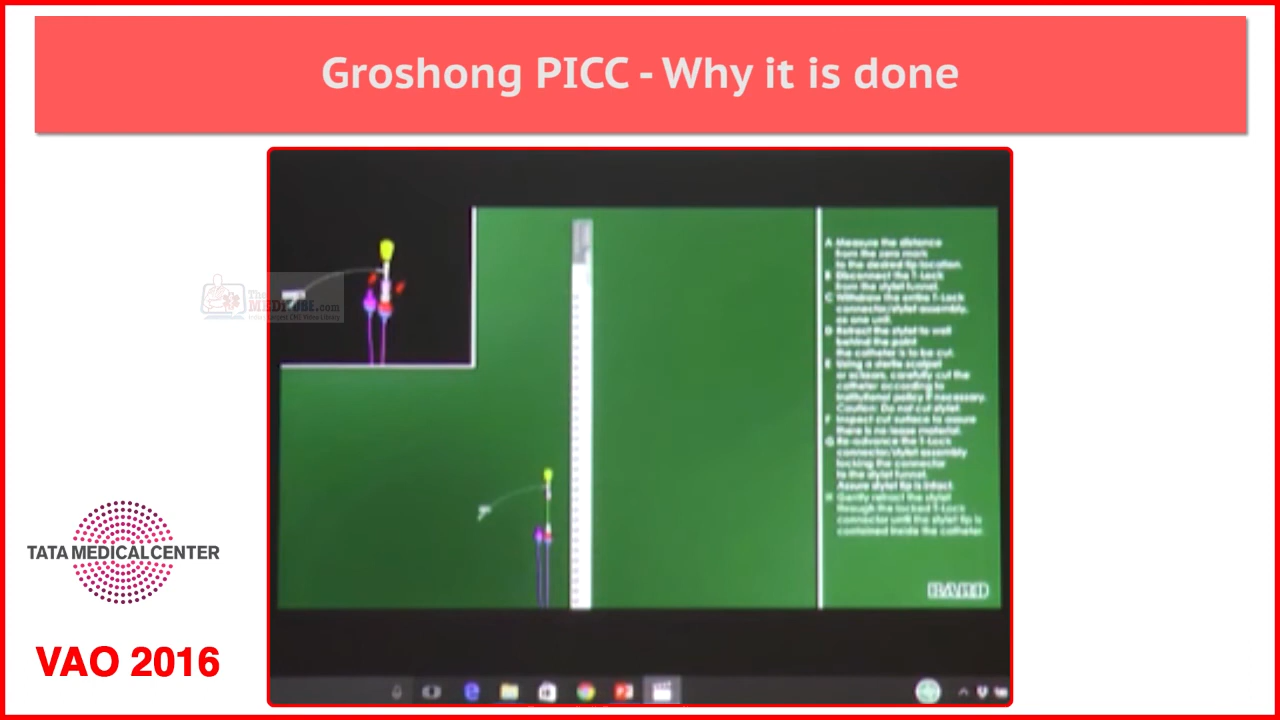 Groshong PICC - Why it is done
The
MEDITUBE.com
A Measure the distance
from the zero mark
to the desired tip location.
B Disconnect the T-Lock
from the stylet funnel.
C Withdraw the entire T-Lock
connector/stylet assembly,
as one unit.
D Retract the stylet to well
behind the point
the catheter is to be cut.
E Using a sterile scalpel
or scissors, carefully cut the
catheter according to
institutional policy if necessary.
Caution: Do not cut stylet.
F Inspect cut surface to assure
there is no loose material.
G Re-advance the T-Lock
connector/stylet assembly
locking the connector
to the stylet funnel.
Assure stylet tip is intact.
H Gently retract the stylet
through the locked T-Lock
connector until the stylet tip is
contained inside the catheter.
BARD
TATA MEDICAL CENTER
VAO 2016